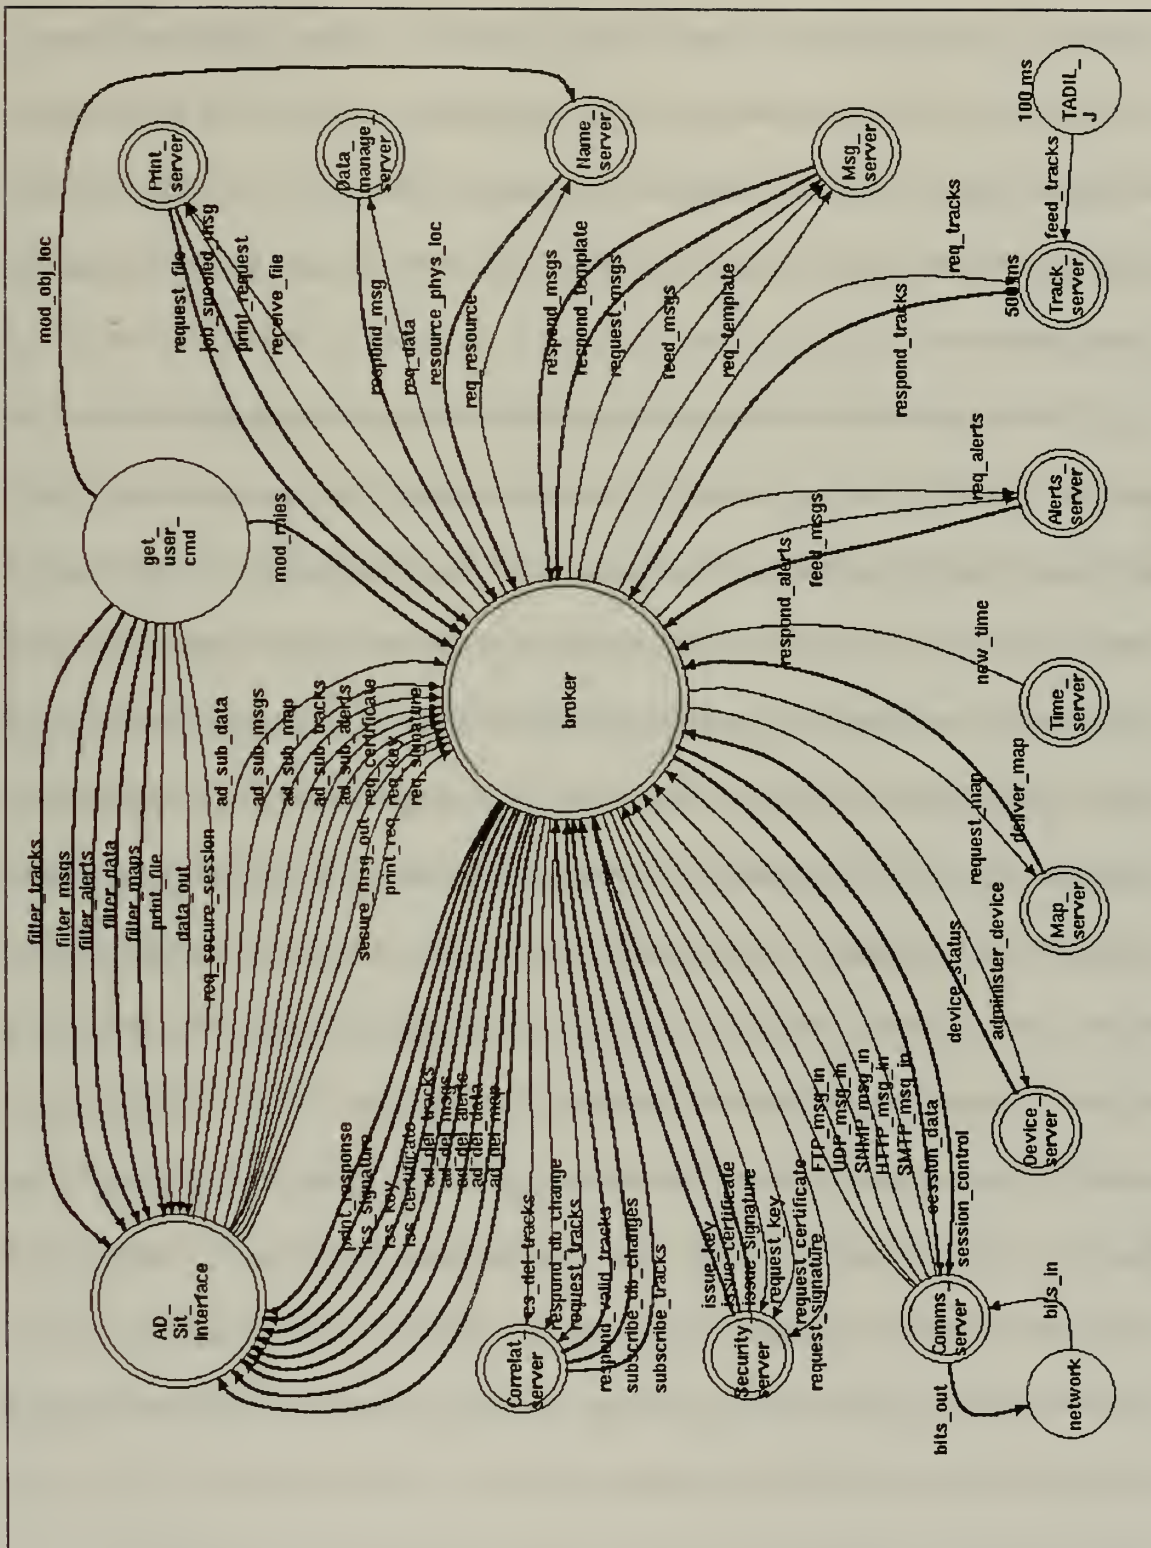 mod_obj_loc
Print_
server
request_file
job_spooled_msg
print_request
receive_file
Data_
manage_
server
respond_msg
req_data
resource_phys_loc
req_resource
Name_
server
respond_msgs
respond_template
request_msgs
feed_msgs
req_template
Msg_
server
100 ms
TADIL_
J
feed_tracks
req_tracks
500 ms
Track_
server
respond_tracks
get_
user_
cmd
mod_rules
req_alerts
Alerts_
server
feed_msgs
respond_alerts
filter_tracks
filter_msgs
filter_alerts
filter_data
filter_maps
print_file
data_out
req_secure_session
ad_sub_data
ad_sub_msgs
ad_sub_map
ad_sub_tracks
ad_sub_alerts
req_certificate
req_key
req_signature
secure_msg_out
print_req
broker
new_time
Time_
server
request_map
deliver_map
Map_
server
device_status
administer_device
Device_
server
AD_
Sit_
Interface
print_response
iss_signature
iss_key
iss_certificate
ad_del_tracks
ad_del_msgs
ad_del_alerts
ad_del_data
ad_del_map
cs_del_tracks
respond_db_change
request_tracks
respond_valid_tracks
subscribe_db_changes
subscribe_tracks
Correlat_
server
issue_key
issue_certificate
issue_signature
request_key
request_certificate
request_signature
Security_
server
FTP_msg_in
UDP_msg_in
SNMP_msg_in
HTTP_msg_in
SMTP_msg_in
session_data
session_control
Comms_
server
bits_in
bits_out
network